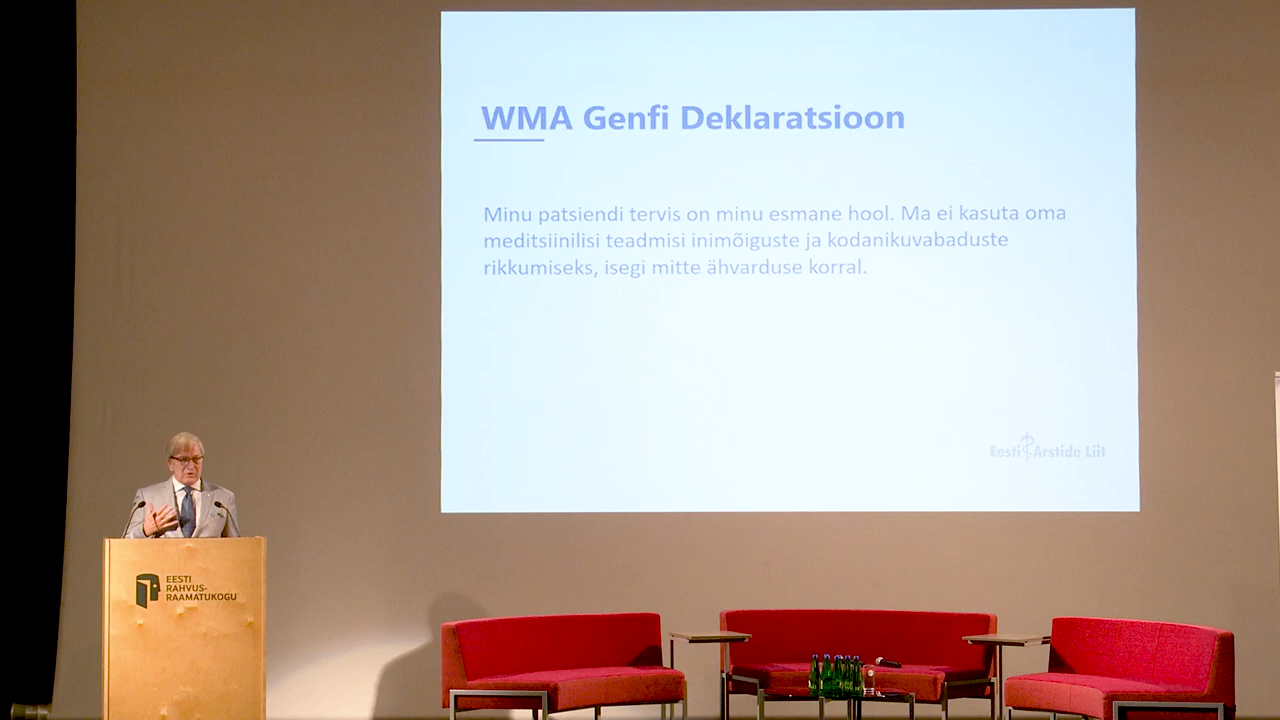 WMA Genfi Deklaratsioon
Minu patsiendi tervis on minu esmane hool. Ma ei kasuta oma
meditsiinilisi teadmisi inimõiguste ja kodanikuvabaduste
rikkumiseks, isegi mitte ähvarduse korral.
Eesti Arstide Liit
EESTI
RAHVUS-
RAAMATUKOGU